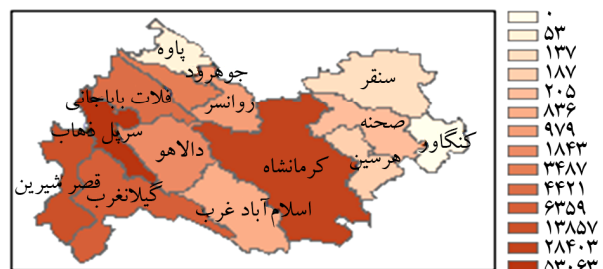 پاوه
جوهرود
سنقر
ثلاث باباجانی
روانسر
صحنه
کنگاور
سرپل ذهاب
دالاهو
کرمانشاه
هرسین
قصر شیرین
گیلانغرب
اسلام آباد غرب
۰
۵۳
۱۳۷
۱۸۷
۲۰۵
۸۳۶
۹۷۹
۱۸۴۳
۳۴۸۷
۴۴۲۱
۶۳۵۹
۱۳۸۵۷
۲۸۴۰۳
۵۳۰۶۳